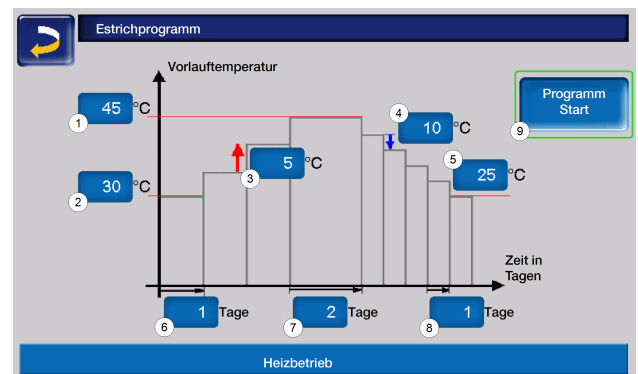 Estrichprogramm
Vorlauftemperatur
1 45 °C
4 10 °C
Programm
Start
9
3 5 °C
2 30 °C
5 25 °C
Zeit in
Tagen
6 1 Tage
7 2 Tage
8 1 Tage
Heizbetrieb